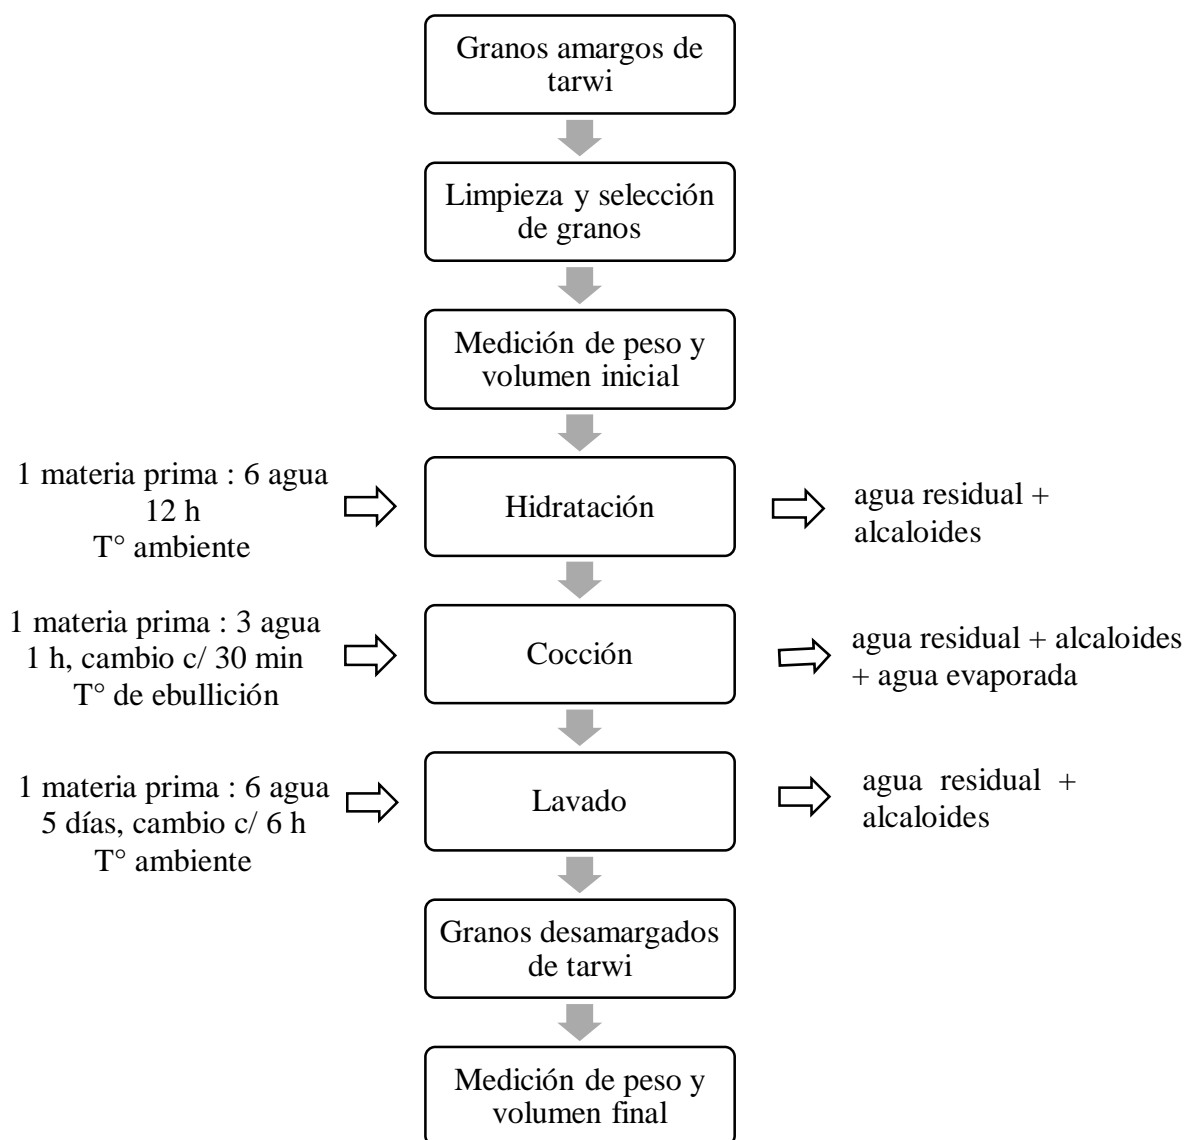 Granos amargos de
tarwi
Limpieza y selección
de granos
Medición de peso y
volumen inicial
1 materia prima : 6 agua
12 h
T° ambiente
Hidratación
agua residual +
alcaloides
1 materia prima : 3 agua
1 h, cambio c/ 30 min
T° de ebullición
Cocción
agua residual + alcaloides
+ agua evaporada
1 materia prima : 6 agua
5 días, cambio c/ 6 h
T° ambiente
Lavado
agua residual +
alcaloides
Granos desamargados
de tarwi
Medición de peso y
volumen final